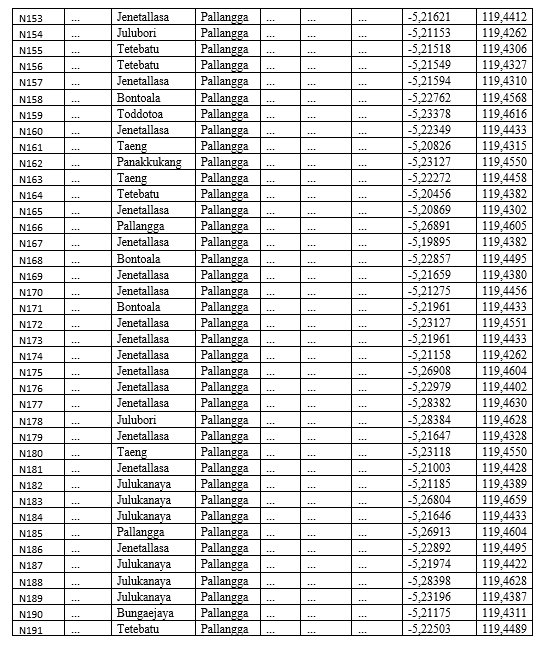 N153 ... Jenetallasa Pallangga ... ... ... -5,21621 119,4412
N154 ... Julubori Pallangga ... ... ... -5,21153 119,4262
N155 ... Tetebatu Pallangga ... ... ... -5,21518 119,4306
N156 ... Tetebatu Pallangga ... ... ... -5,21549 119,4327
N157 ... Jenetallasa Pallangga ... ... ... -5,21594 119,4310
N158 ... Bontoala Pallangga ... ... ... -5,22762 119,4568
N159 ... Toddotoa Pallangga ... ... ... -5,23378 119,4616
N160 ... Jenetallasa Pallangga ... ... ... -5,22349 119,4433
N161 ... Taeng Pallangga ... ... ... -5,20826 119,4315
N162 ... Panakkukang Pallangga ... ... ... -5,23127 119,4550
N163 ... Taeng Pallangga ... ... ... -5,22272 119,4458
N164 ... Tetebatu Pallangga ... ... ... -5,20456 119,4382
N165 ... Jenetallasa Pallangga ... ... ... -5,20869 119,4302
N166 ... Pallangga Pallangga ... ... ... -5,26891 119,4605
N167 ... Jenetallasa Pallangga ... ... ... -5,19895 119,4382
N168 ... Bontoala Pallangga ... ... ... -5,22857 119,4495
N169 ... Jenetallasa Pallangga ... ... ... -5,21659 119,4380
N170 ... Jenetallasa Pallangga ... ... ... -5,21275 119,4456
N171 ... Bontoala Pallangga ... ... ... -5,21961 119,4433
N172 ... Jenetallasa Pallangga ... ... ... -5,23127 119,4551
N173 ... Jenetallasa Pallangga ... ... ... -5,21961 119,4433
N174 ... Jenetallasa Pallangga ... ... ... -5,21158 119,4262
N175 ... Jenetallasa Pallangga ... ... ... -5,26908 119,4604
N176 ... Jenetallasa Pallangga ... ... ... -5,22979 119,4402
N177 ... Jenetallasa Pallangga ... ... ... -5,28382 119,4630
N178 ... Julubori Pallangga ... ... ... -5,28384 119,4628
N179 ... Jenetallasa Pallangga ... ... ... -5,21647 119,4328
N180 ... Taeng Pallangga ... ... ... -5,23118 119,4550
N181 ... Jenetallasa Pallangga ... ... ... -5,21003 119,4428
N182 ... Julukanaya Pallangga ... ... ... -5,21185 119,4389
N183 ... Julukanaya Pallangga ... ... ... -5,26804 119,4659
N184 ... Julukanaya Pallangga ... ... ... -5,21646 119,4433
N185 ... Pallangga Pallangga ... ... ... -5,26913 119,4604
N186 ... Jenetallasa Pallangga ... ... ... -5,22892 119,4495
N187 ... Julukanaya Pallangga ... ... ... -5,21974 119,4422
N188 ... Julukanaya Pallangga ... ... ... -5,28398 119,4628
N189 ... Julukanaya Pallangga ... ... ... -5,23196 119,4387
N190 ... Bungaejaya Pallangga ... ... ... -5,21175 119,4311
N191 ... Tetebatu Pallangga ... ... ... -5,22503 119,4489